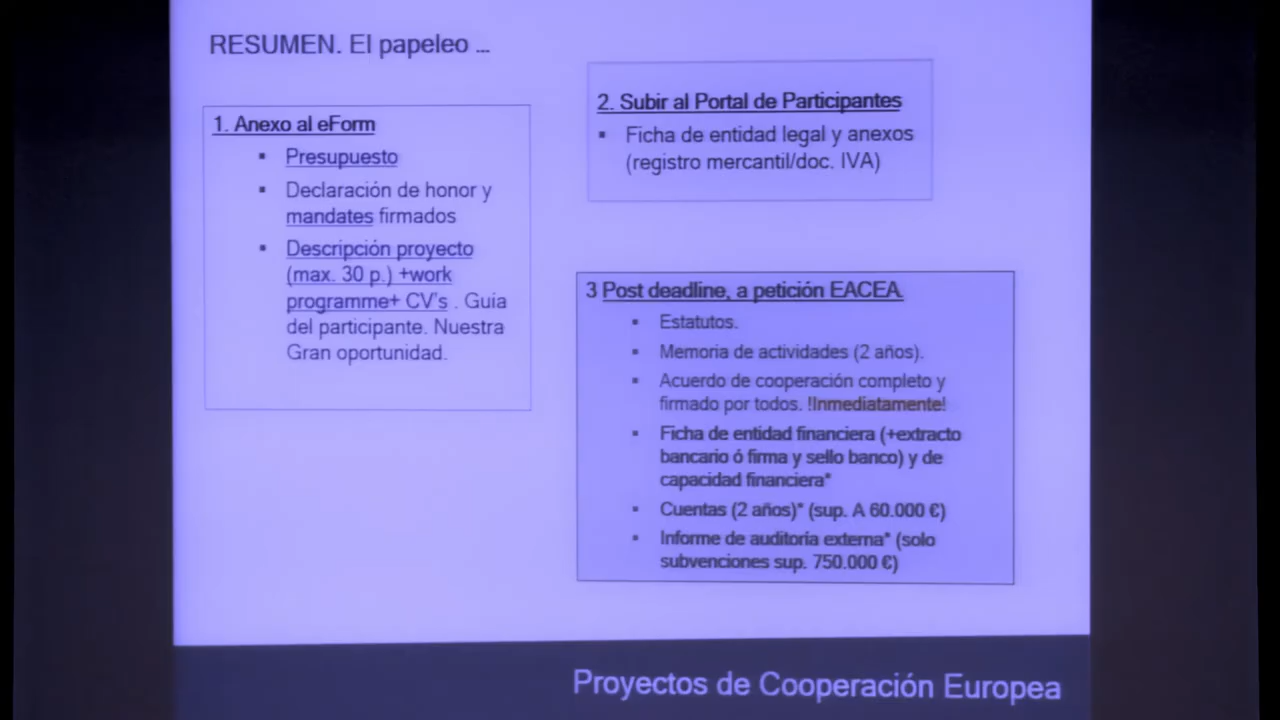 RESUMEN. El papeleo ...
1. Anexo al eForm
▪ Presupuesto
▪ Declaración de honor y
mandates firmados
▪ Descripción proyecto
(max. 30 p.) +work
programme+ CV's . Guía
del participante. Nuestra
Gran oportunidad.
2. Subir al Portal de Participantes
▪ Ficha de entidad legal y anexos
(registro mercantil/doc. IVA)
3 Post deadline, a petición EACEA.
▪ Estatutos.
▪ Memoria de actividades (2 años).
▪ Acuerdo de cooperación completo y
firmado por todos. !Inmediatamente!
▪ Ficha de entidad financiera (+extracto
bancario ó firma y sello banco) y de
capacidad financiera*
▪ Cuentas (2 años)* (sup. A 60.000 €)
▪ Informe de auditoría externa* (solo
subvenciones sup. 750.000 €)
Proyectos de Cooperación Europea